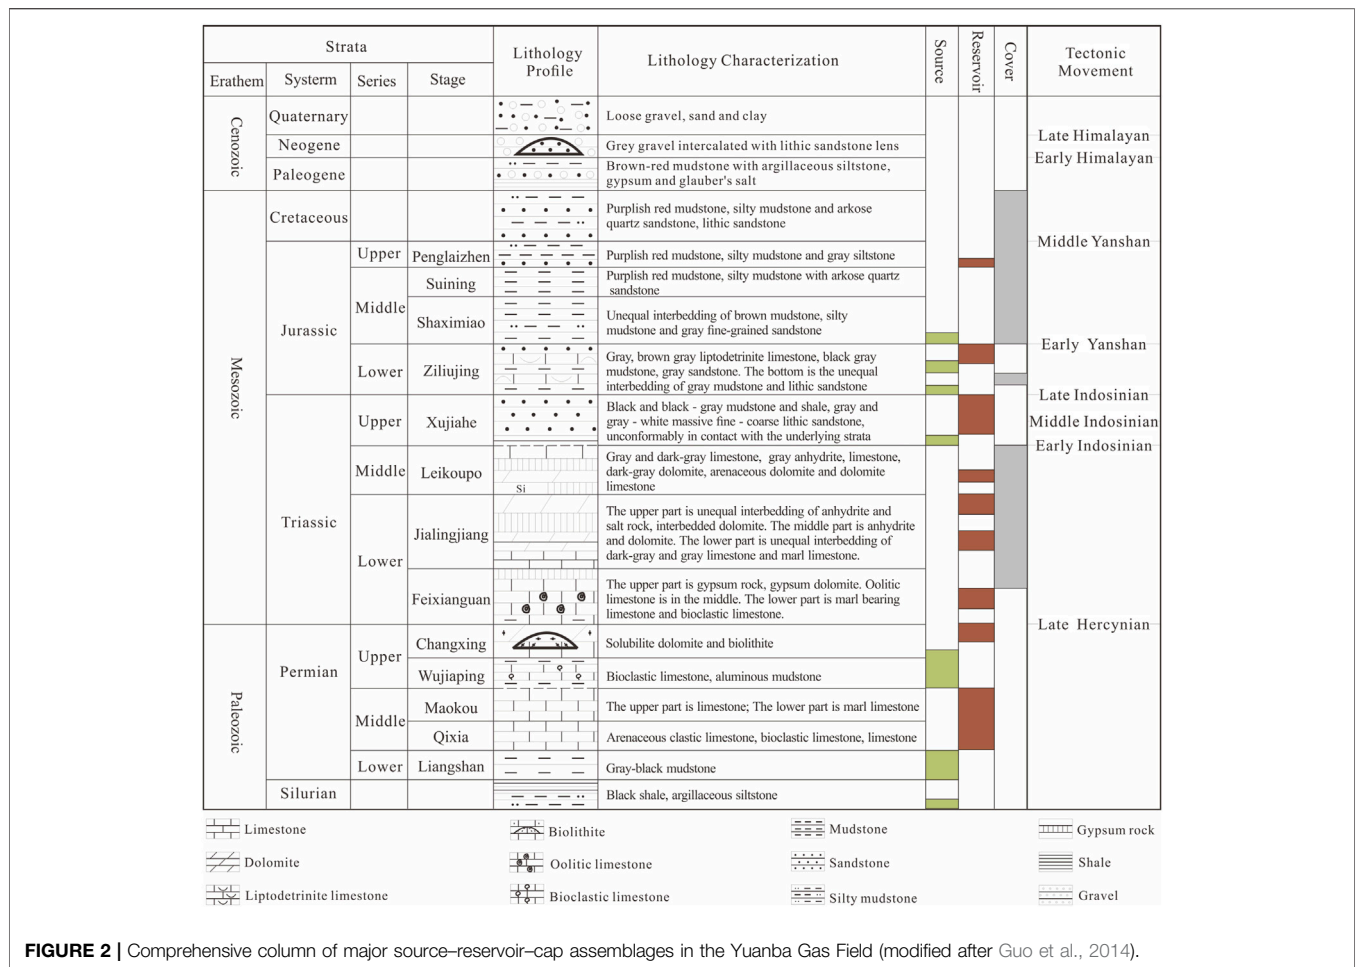 Strata
Erathem
Systerm
Series
Stage
Lithology
Profile
Lithology Characterization
Source
Reservoir
Cover
Tectonic
Movement
Cenozoic
Quaternary
Loose gravel, sand and clay
Late Himalayan
Neogene
Grey gravel intercalated with lithic sandstone lens
Early Himalayan
Paleogene
Brown-red mudstone with argillaceous siltstone,
gypsum and glauber's salt
Mesozoic
Cretaceous
Purplish red mudstone, silty mudstone and arkose
quartz sandstone, lithic sandstone
Middle Yanshan
Jurassic
Upper
Penglaizhen
Purplish red mudstone, silty mudstone and gray siltstone
Middle
Suining
Purplish red mudstone, silty mudstone with arkose quartz
sandstone
Shaximiao
Unequal interbedding of brown mudstone, silty
mudstone and gray fine-grained sandstone
Early Yanshan
Lower
Ziliujing
Gray, brown gray liptodetrinite limestone, black gray
mudstone, gray sandstone. The bottom is the unequal
interbedding of gray mudstone and lithic sandstone
Late Indosinian
Triassic
Upper
Xujiahe
Black and black - gray mudstone and shale, gray and
gray - white massive fine - coarse lithic sandstone,
unconformably in contact with the underlying strata
Middle Indosinian
Early Indosinian
Middle
Leikoupo
Si
Gray and dark-gray limestone, gray anhydrite, limestone,
dark-gray dolomite, arenaceous dolomite and dolomite
limestone
Lower
Jialingjiang
The upper part is unequal interbedding of anhydrite and
salt rock, interbedded dolomite. The middle part is anhydrite
and dolomite. The lower part is unequal interbedding of
dark-gray and gray limestone and marl limestone.
Feixianguan
The upper part is gypsum rock, gypsum dolomite. Oolitic
limestone is in the middle. The lower part is marl bearing
limestone and bioclastic limestone.
Late Hercynian
Paleozoic
Permian
Upper
Changxing
Solubilite dolomite and biolithite
Wujiaping
Bioclastic limestone, aluminous mudstone
Middle
Maokou
The upper part is limestone; The lower part is marl limestone
Qixia
Arenaceous clastic limestone, bioclastic limestone, limestone
Lower
Liangshan
Gray-black mudstone
Silurian
Black shale, argillaceous siltstone
Limestone
Biolithite
Mudstone
Gypsum rock
Dolomite
Oolitic limestone
Sandstone
Shale
Liptodetrinite limestone
Bioclastic limestone
Silty mudstone
Gravel
FIGURE 2 | Comprehensive column of major source–reservoir–cap assemblages in the Yuanba Gas Field (modified after Guo et al., 2014).